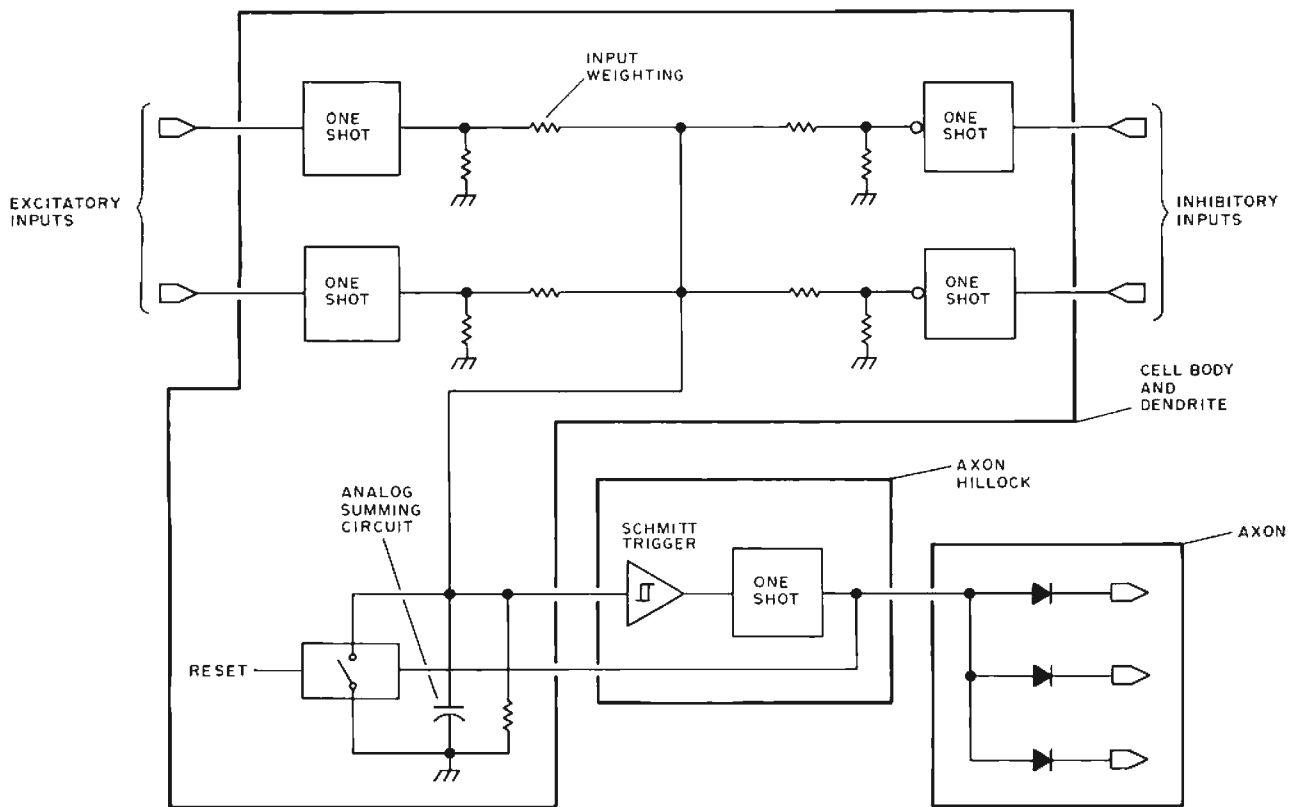 INPUT
WEIGHTING
ONE
SHOT
ONE
SHOT
EXCITATORY
INPUTS
INHIBITORY
INPUTS
ONE
SHOT
ONE
SHOT
CELL BODY
AND
DENDRITE
AXON
HILLOCK
ANALOG
SUMMING
CIRCUIT
SCHMITT
TRIGGER
AXON
ONE
SHOT
RESET